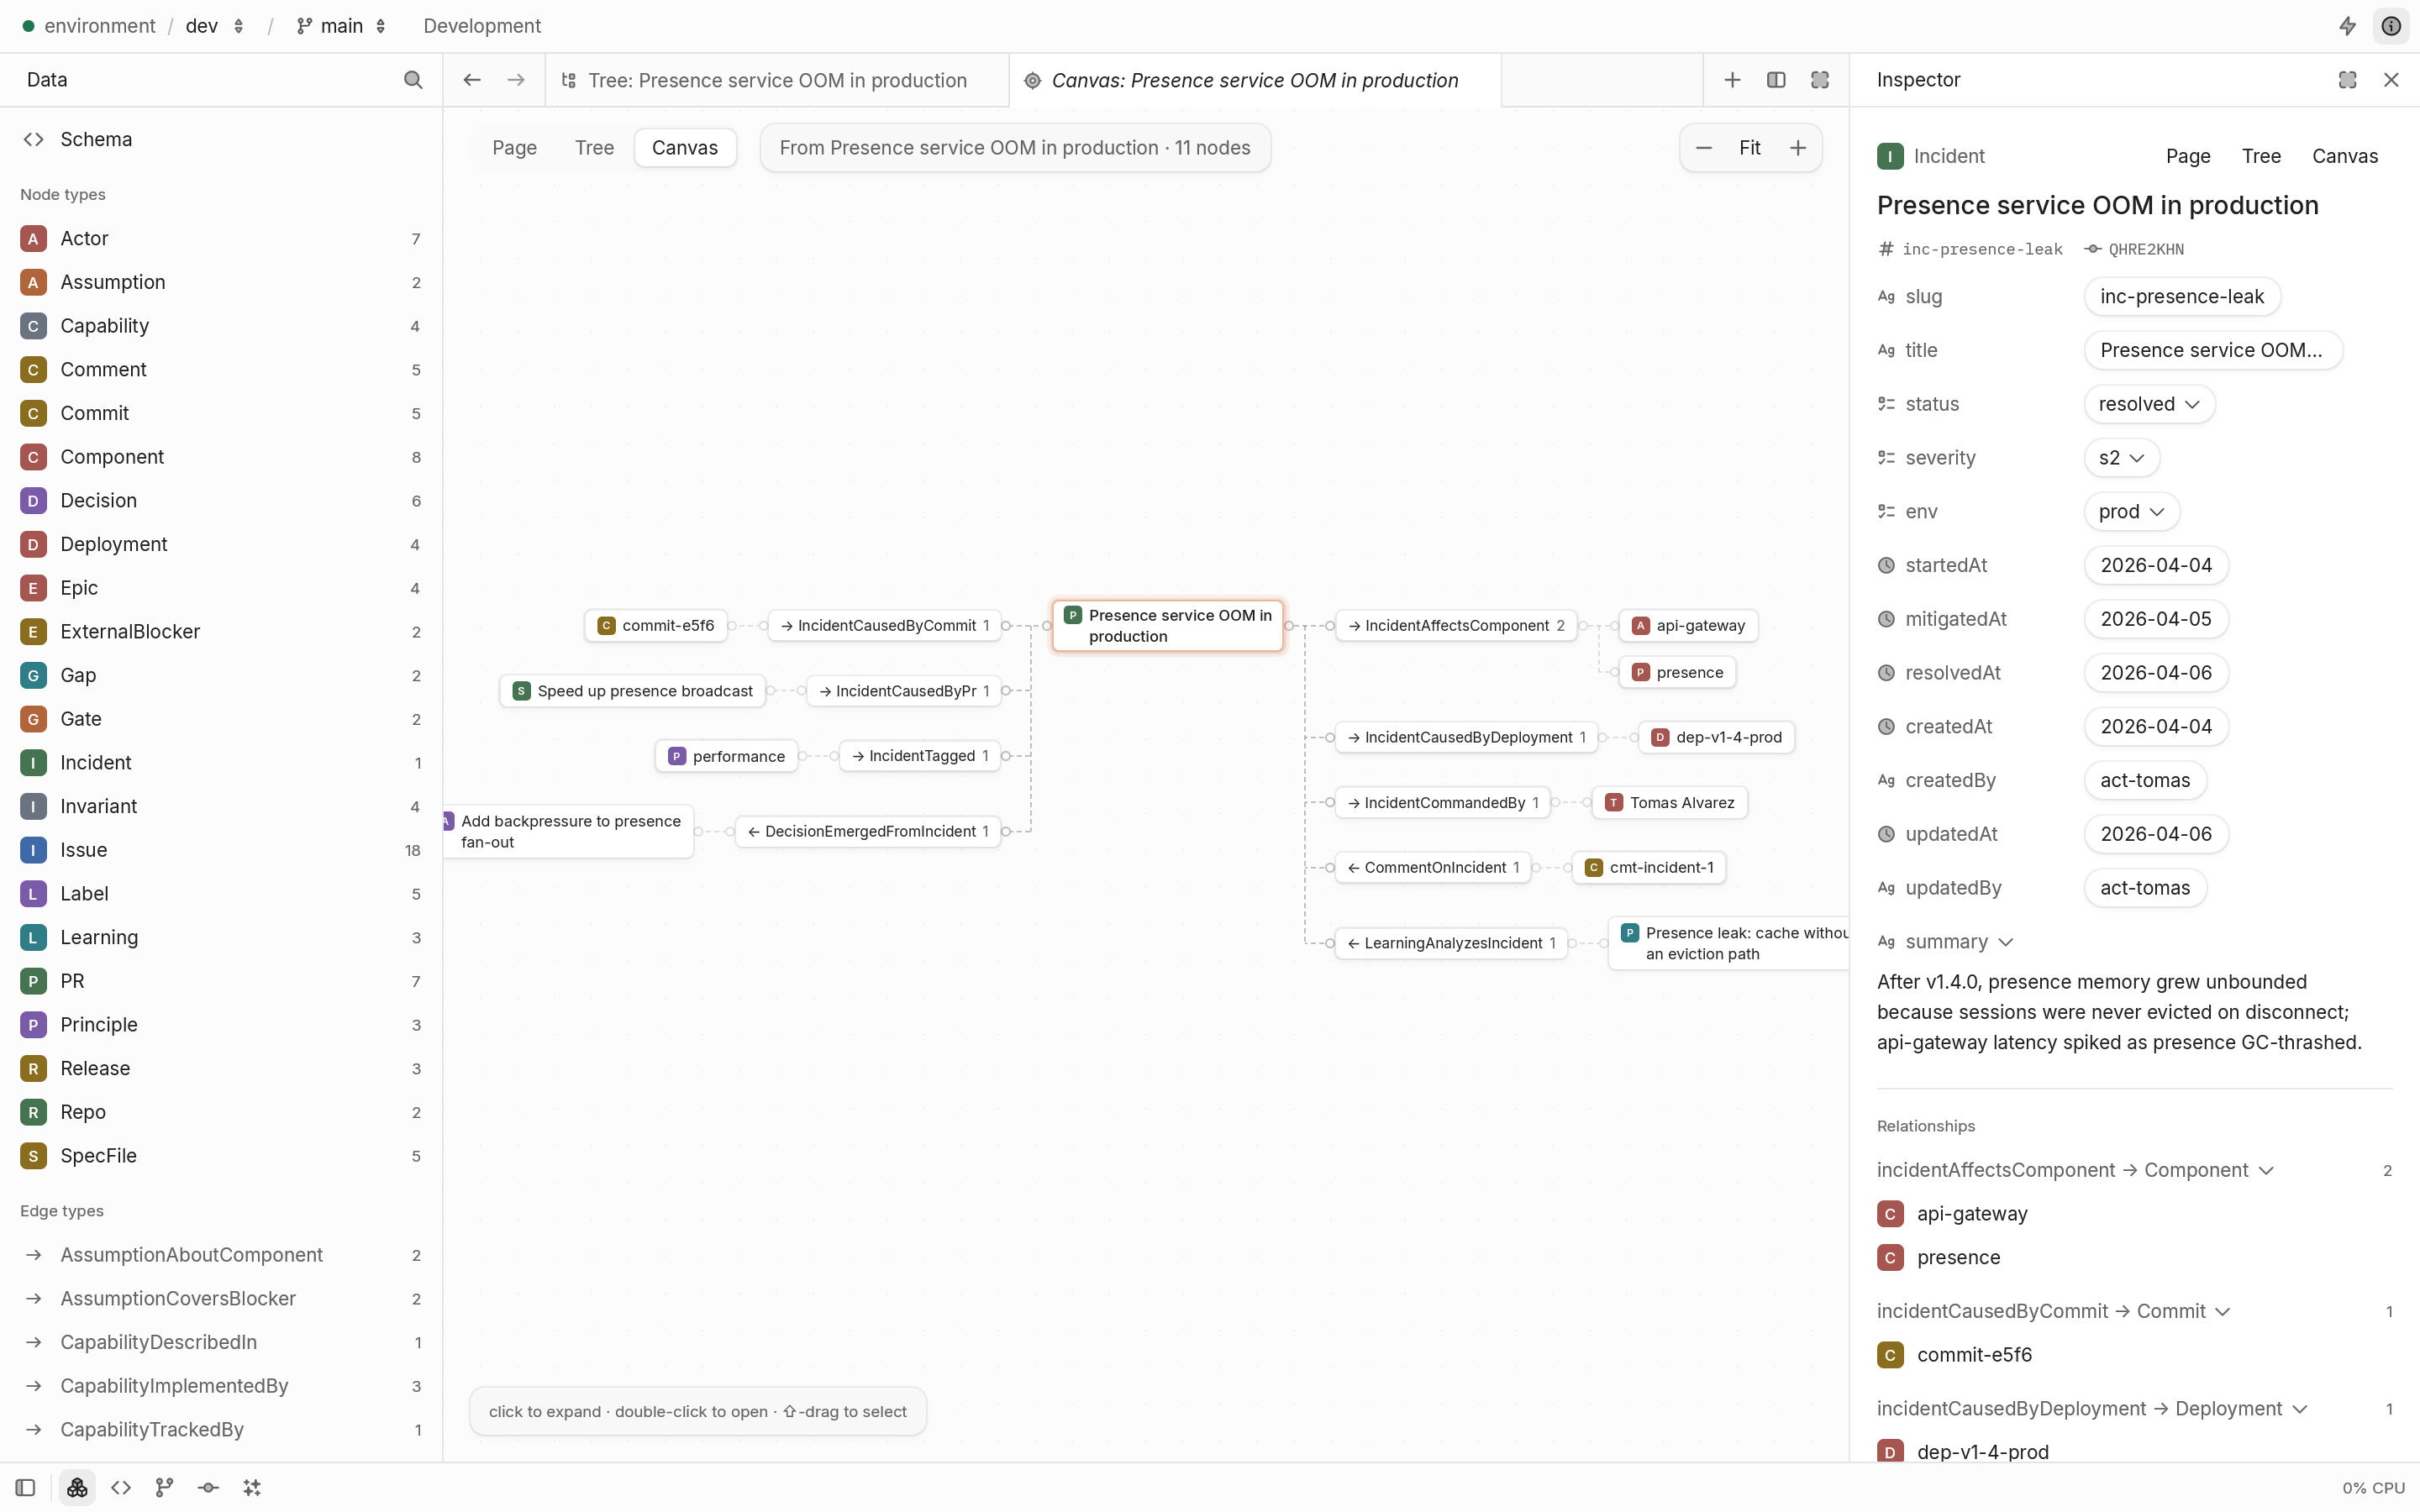 environment / dev / main Development
Data
Tree: Presence service OOM in production
Canvas: Presence service OOM in production
Inspector
Schema
Node types
A Actor 7
A Assumption 2
C Capability 4
C Comment 5
C Commit 5
C Component 8
D Decision 6
D Deployment 4
E Epic 4
E ExternalBlocker 2
G Gap 2
G Gate 2
I Incident 1
I Invariant 4
I Issue 18
L Label 5
L Learning 3
P PR 7
P Principle 3
R Release 3
R Repo 2
S SpecFile 5
Edge types
→ AssumptionAboutComponent 2
→ AssumptionCoversBlocker 2
→ CapabilityDescribedIn 1
→ CapabilityImplementedBy 3
→ CapabilityTrackedBy 1
Page Tree Canvas
From Presence service OOM in production · 11 nodes
− Fit +
C commit-e5f6
→ IncidentCausedByCommit 1
S Speed up presence broadcast
→ IncidentCausedByPr 1
P performance
→ IncidentTagged 1
A Add backpressure to presence
fan-out
← DecisionEmergedFromIncident 1
P Presence service OOM in
production
→ IncidentAffectsComponent 2
A api-gateway
P presence
→ IncidentCausedByDeployment 1
D dep-v1-4-prod
→ IncidentCommandedBy 1
T Tomas Alvarez
← CommentOnIncident 1
C cmt-incident-1
← LearningAnalyzesIncident 1
P Presence leak: cache withou
an eviction path
click to expand · double-click to open · ⇧-drag to select
I Incident
Page Tree Canvas
Presence service OOM in production
# inc-presence-leak QHRE2KHN
Ag slug inc-presence-leak
Ag title Presence service OOM...
status resolved
severity s2
env prod
startedAt 2026-04-04
mitigatedAt 2026-04-05
resolvedAt 2026-04-06
createdAt 2026-04-04
Ag createdBy act-tomas
updatedAt 2026-04-06
Ag updatedBy act-tomas
Ag summary
After v1.4.0, presence memory grew unbounded
because sessions were never evicted on disconnect;
api-gateway latency spiked as presence GC-thrashed.
Relationships
incidentAffectsComponent → Component 2
C api-gateway
C presence
incidentCausedByCommit → Commit 1
C commit-e5f6
incidentCausedByDeployment → Deployment 1
D dep-v1-4-prod
0% CPU